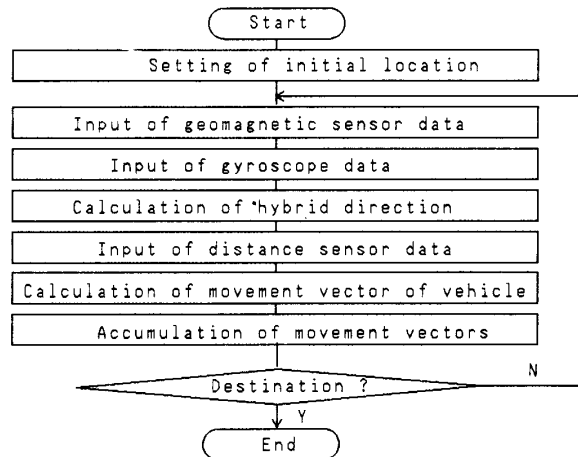 Start
Setting of initial location
Input of geomagnetic sensor data
Input of gyroscope data
Calculation of hybrid direction
Input of distance sensor data
Calculation of movement vector of vehicle
Accumulation of movement vectors
Destination ?
N
Y
End